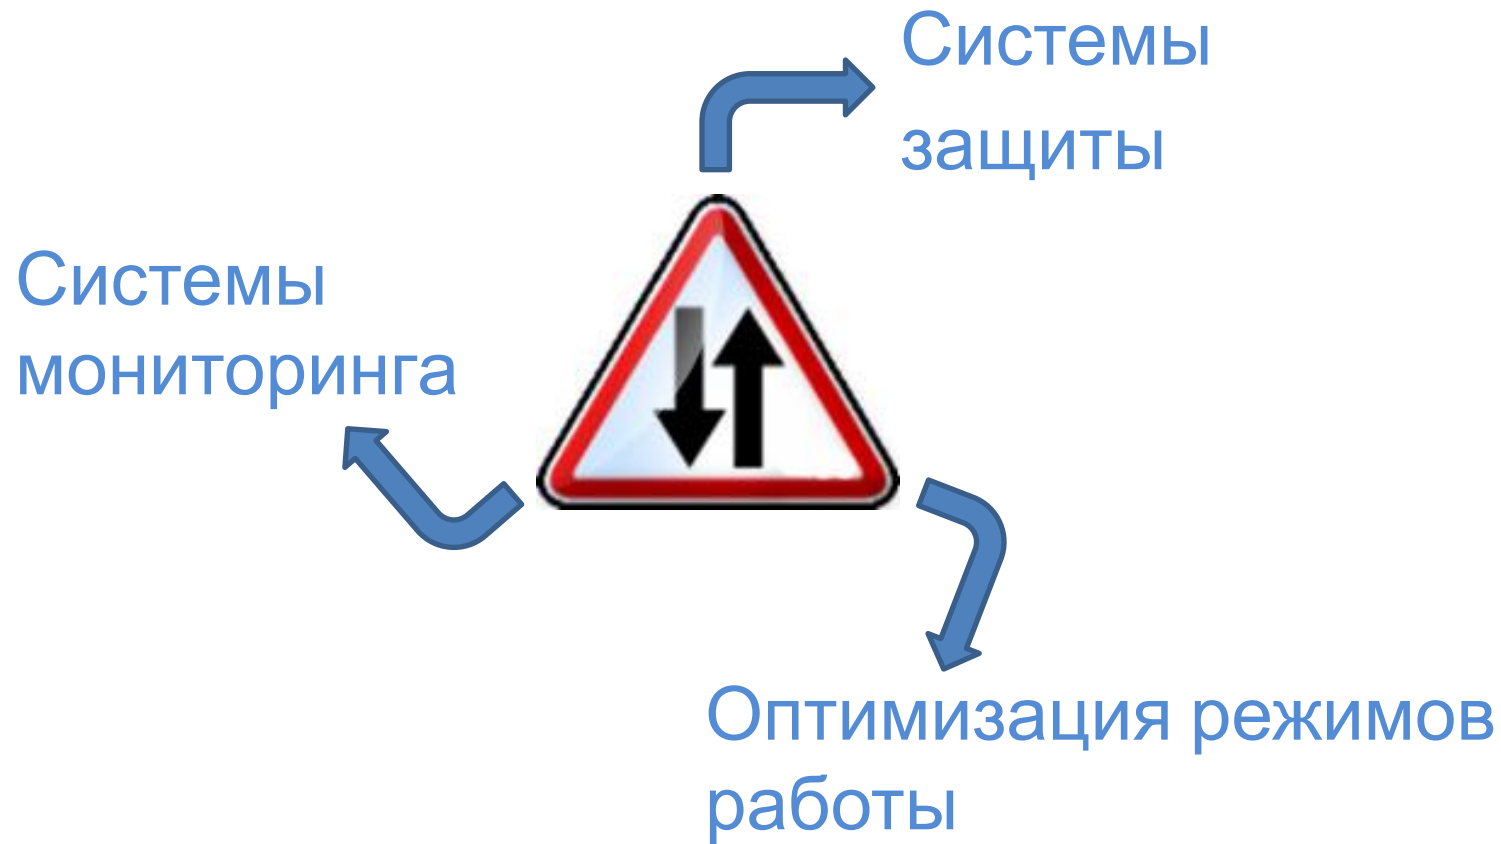 Системы
защиты
Системы
мониторинга
Оптимизация режимов
работы